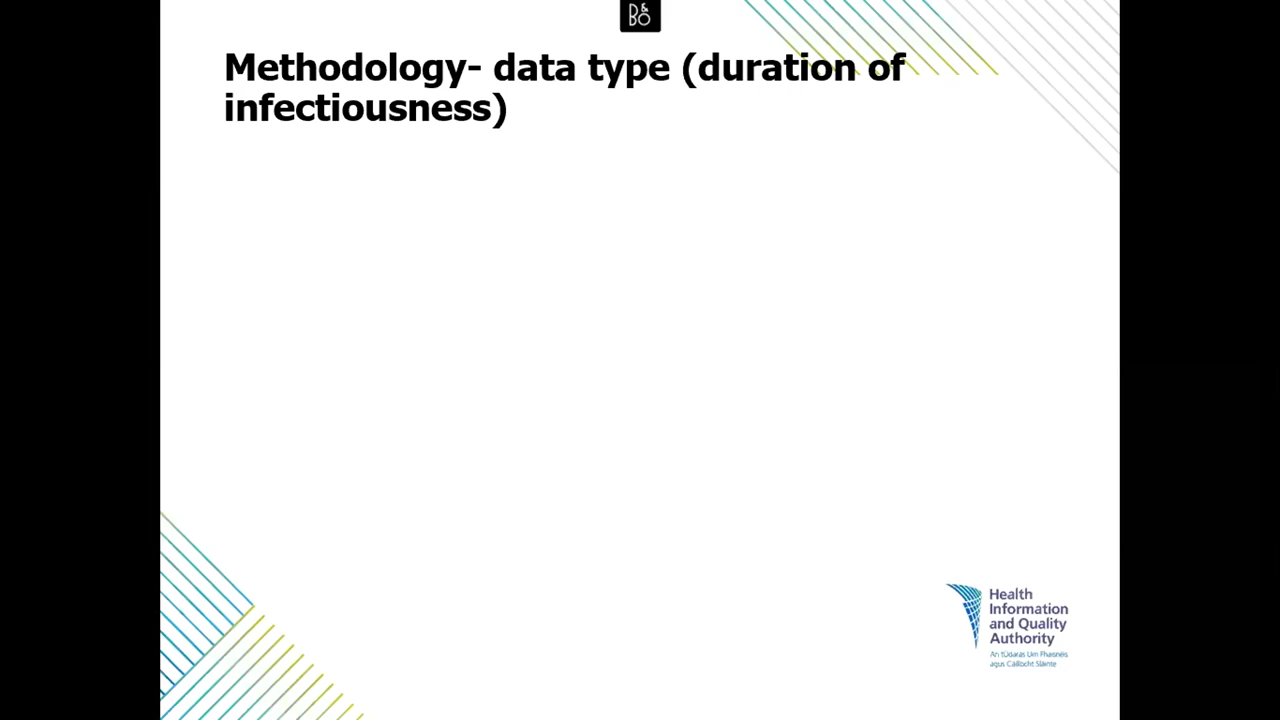 B&O
Methodology- data type (duration of
infectiousness)
Health
Information
and Quality
Authority
An tÚdarás Um Fhaisnéis
agus Cáilíocht Sláinte